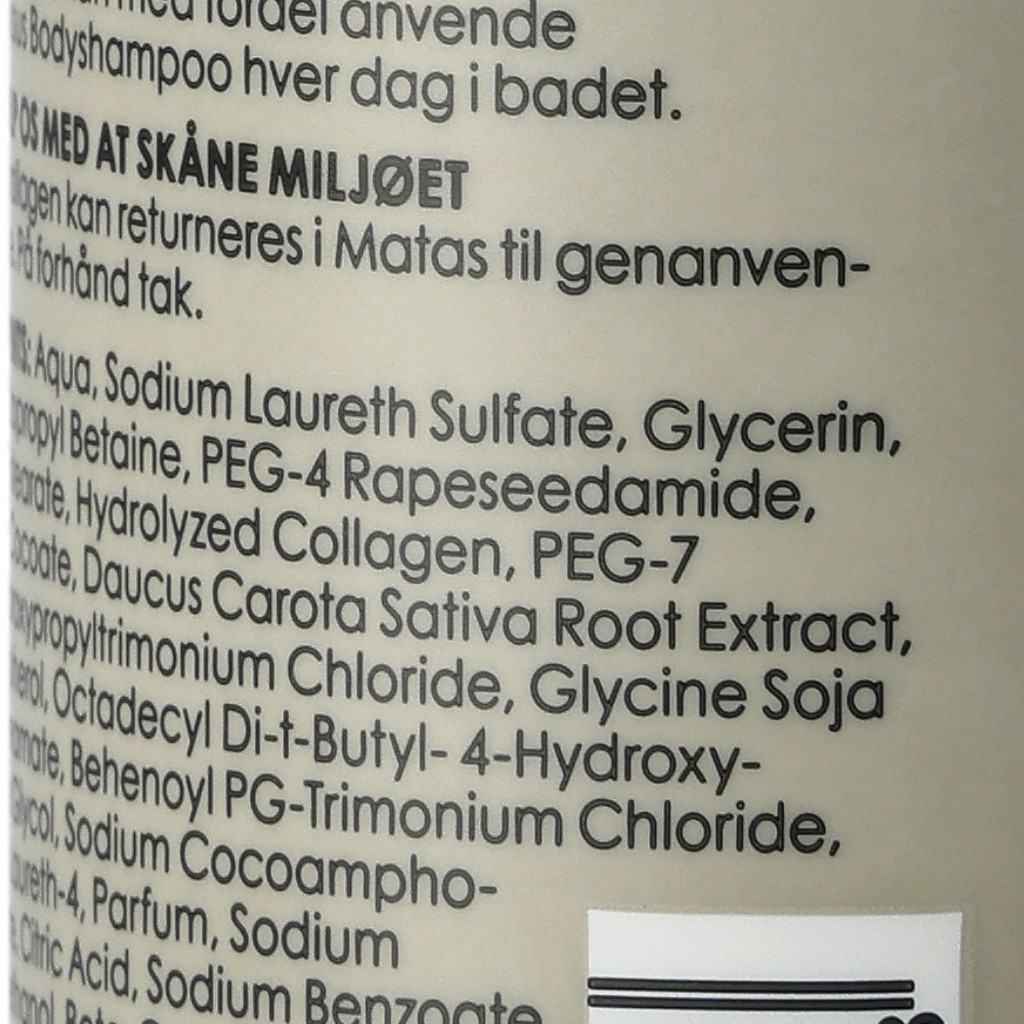 fordel anvende
Bodyshampoo hver dag i badet.
OS MED AT SKÅNE MILJØET
kan returneres i Matas til genanven-
På forhånd tak.
Aqua, Sodium Laureth Sulfate, Glycerin,
Betaine, PEG-4 Rapeseedamide,
Hydrolyzed Collagen, PEG-7
Daucus Carota Sativa Root Extract,
Chloride, Glycine Soja
Octadecyl Di-t-Butyl- 4-Hydroxy-
Behenoyl PG-Trimonium Chloride,
Sodium Cocoampho-
Parfum, Sodium
Citric Acid, Sodium Benzoate